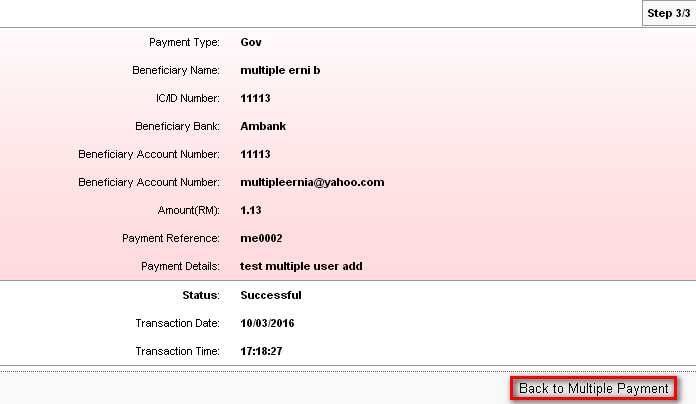 Step 3/3
Payment Type: Gov
Beneficiary Name: multiple erni b
IC/ID Number: 11113
Beneficiary Bank: Ambank
Beneficiary Account Number: 11113
Beneficiary Account Number: multipleernia@yahoo.com
Amount(RM): 1.13
Payment Reference: me0002
Payment Details: test multiple user add
Status: Successful
Transaction Date: 10/03/2016
Transaction Time: 17:18:27
Back to Multiple Payment